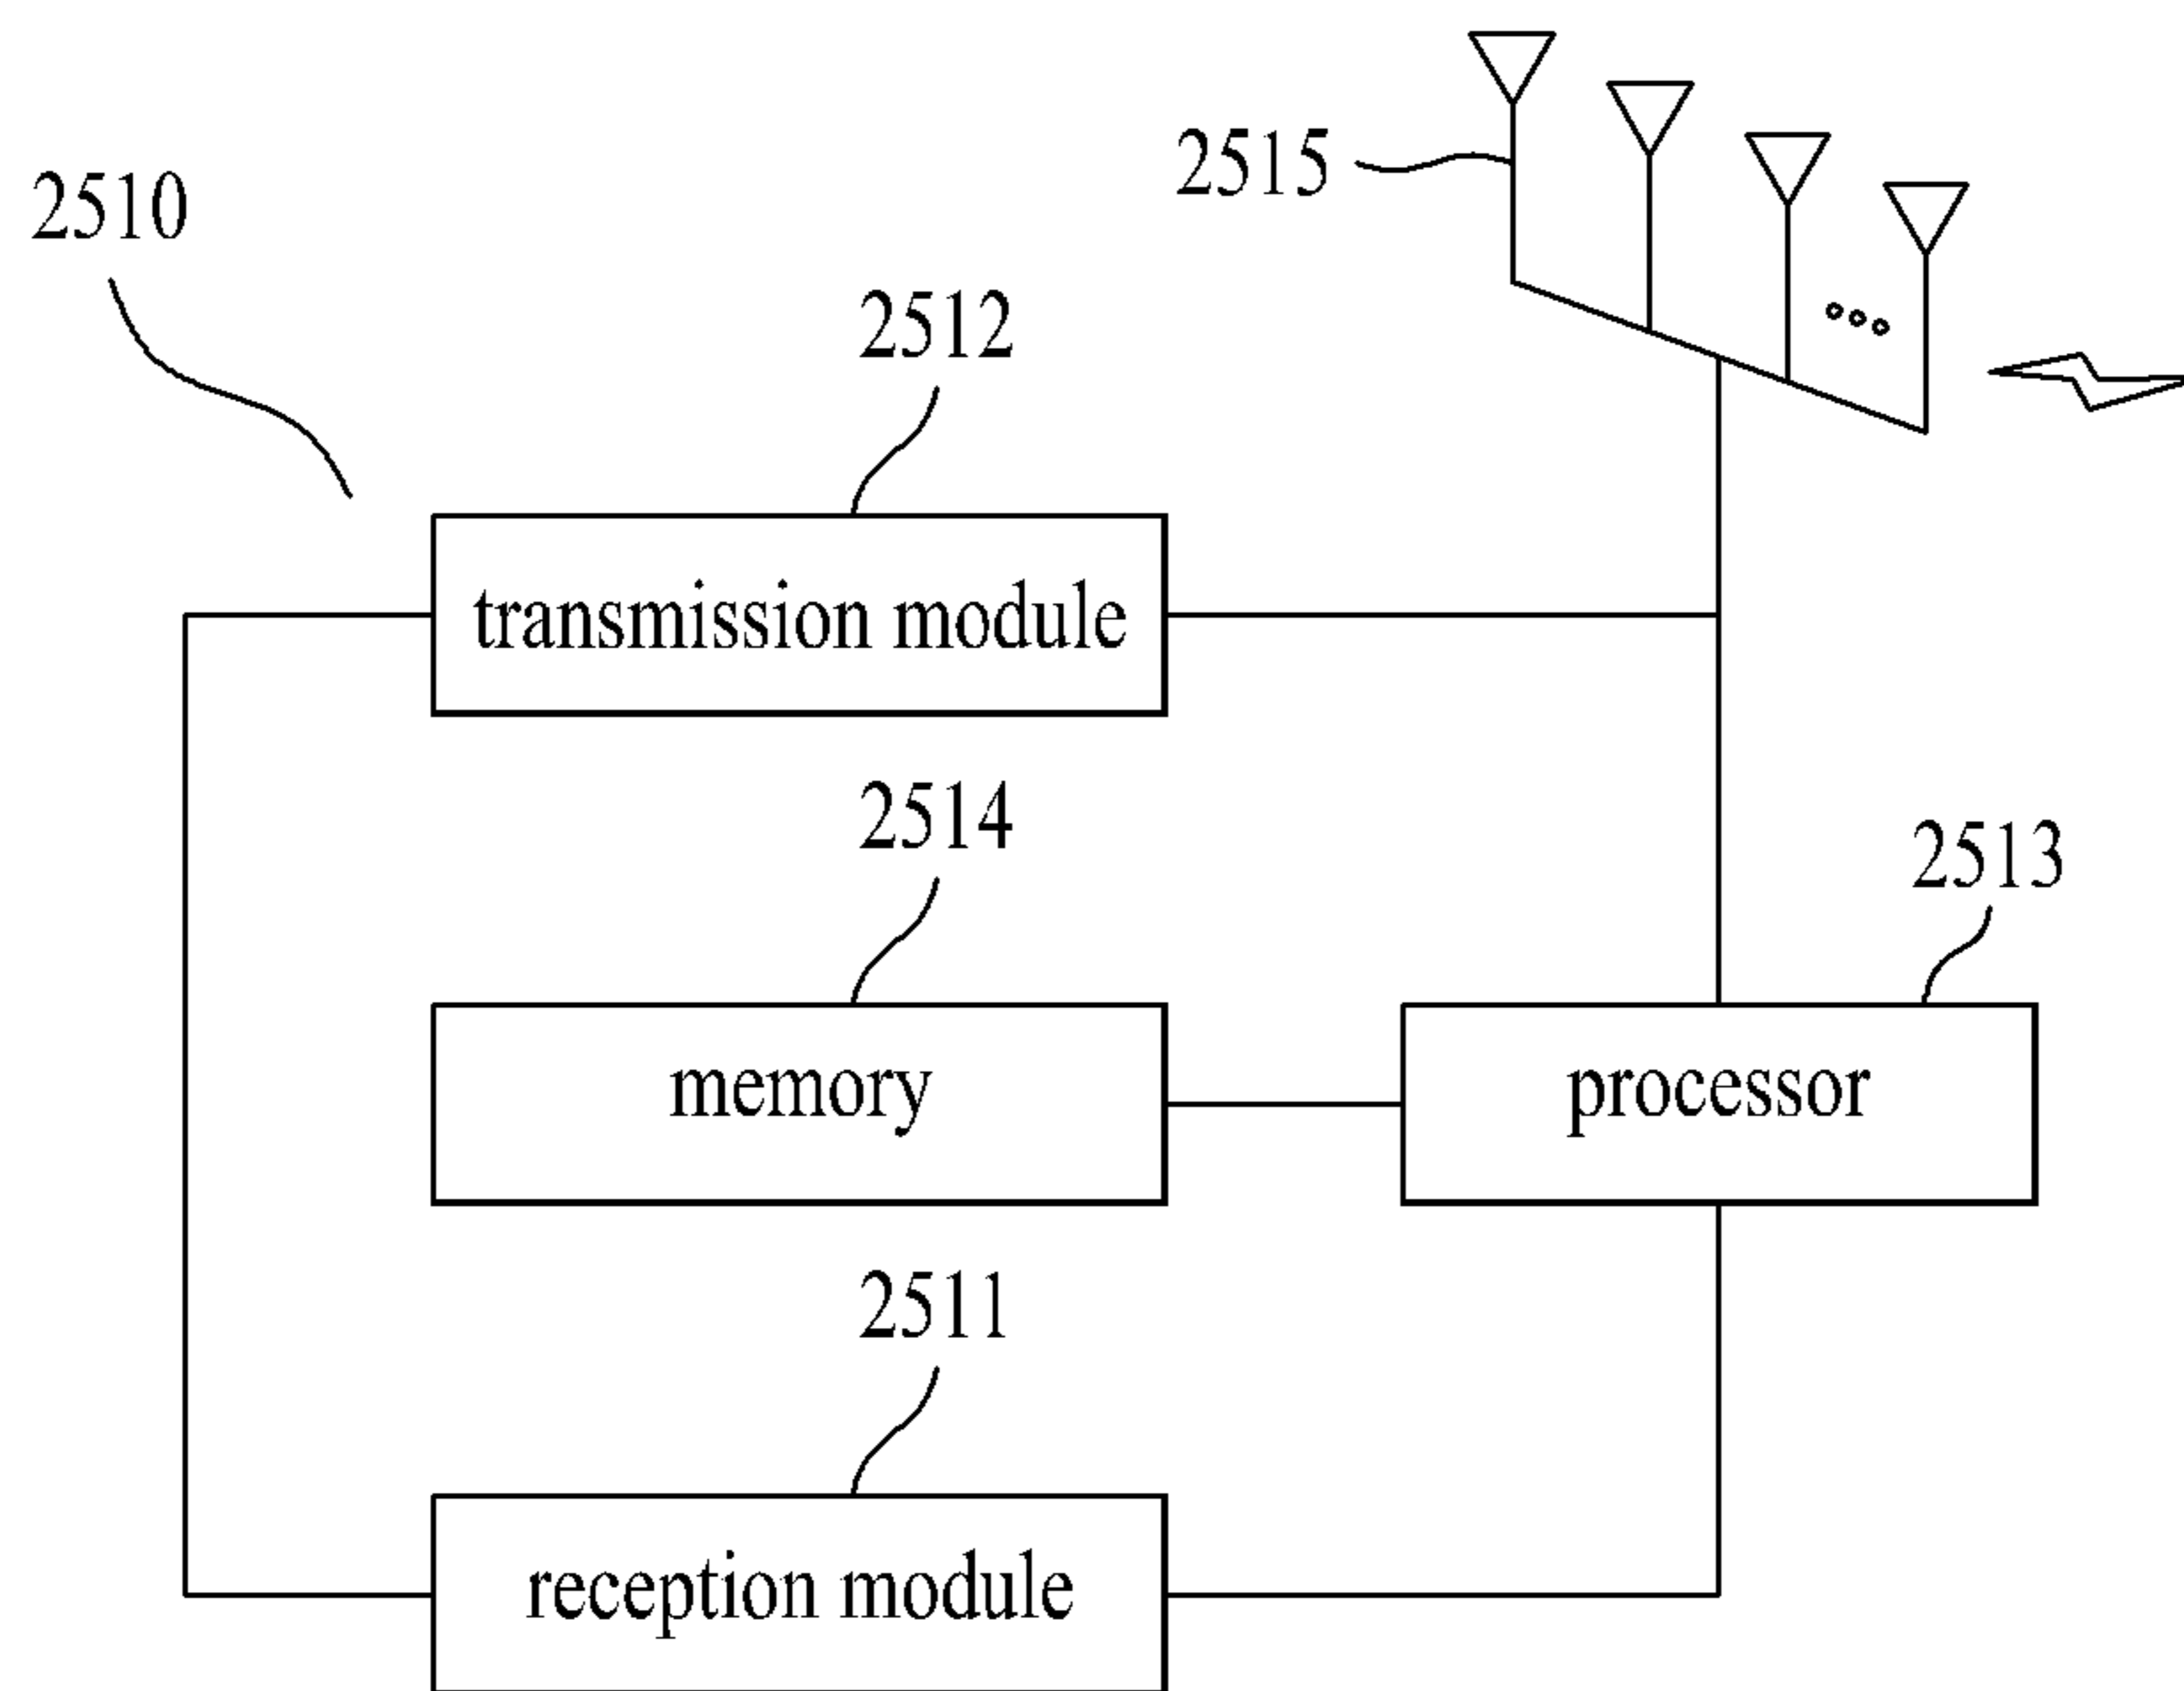 2515
2510
2512
transmission module
2514
2513
memory
processor
2511
reception module